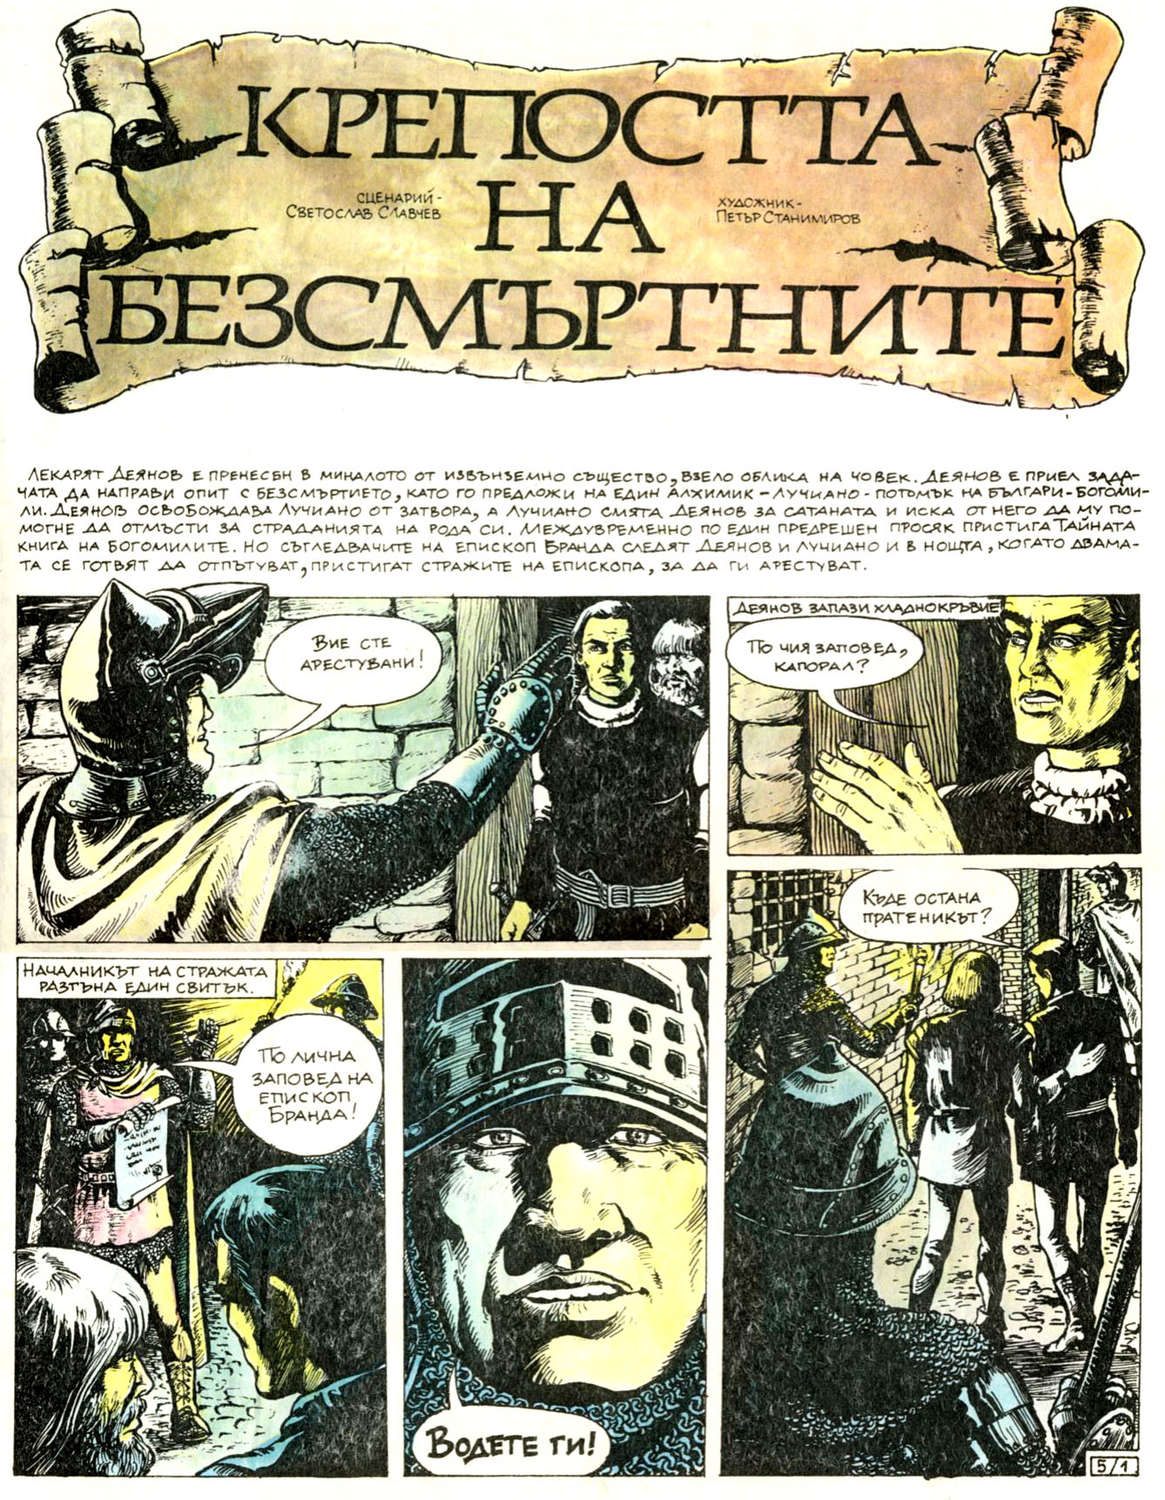 КРЕПОСТТА
НА
БЕЗСМЪРТНИТЕ
СЦЕНАРИЙ-
СВЕТОСЛАВ СЛАВЧЕВ
ХУДОЖНИК-
ПЕТЪР СТАНИМИРОВ
ЛЕКАРЯТ ДЕЯНОВ Е ПРЕНЕСЕН В МИНАЛОТО ОТ ИЗВЪНЗЕМНО СЪЩЕСТВО, ВЗЕЛО ОБЛИКА НА ЧОВЕК. ДЕЯНОВ Е ПРИЕЛ ЗАДА-
ЧАТА ДА НАПРАВИ ОПИТ С БЕЗСМЪРТИЕТО, КАТО ГО ПРЕДЛОЖИ НА ЕДИН АЛХИМИК - ЛУЧИАНО - ПОТОМЪК НА БЪЛГАРИ-БОГОМИ-
ЛИ. ДЕЯНОВ ОСВОБОЖДАВА ЛУЧИАНО ОТ ЗАТВОРА, А ЛУЧИАНО СМЯТА ДЕЯНОВ ЗА САТАНАТА И ИСКА ОТ НЕГО ДА МУ ПО-
МОГНЕ ДА ОТМЪСТИ ЗА СТРАДАНИЯТА НА РОДА СИ. МЕЖДУВРЕМЕННО ПО ЕДИН ПРЕДРЕШЕН ПРОСЯК ПРИСТИГА ТАЙНАТА
КНИГА НА БОГОМИЛИТЕ. НО СЪГЛЕДВАЧИТЕ НА ЕПИСКОП БРАНДА СЛЕДЯТ ДЕЯНОВ И ЛУЧИАНО И В НОЩТА, КОГАТО ДВАМА-
ТА СЕ ГОТВЯТ ДА ОТПЪТУВАТ, ПРИСТИГАТ СТРАЖИТЕ НА ЕПИСКОПА, ЗА ДА ГИ АРЕСТУВАТ.
ВИЕ СТЕ
АРЕСТУВАНИ!
ДЕЯНОВ ЗАПАЗИ ХЛАДНОКРЪВИЕ
ПО ЧИЯ ЗАПОВЕД,
КАПОРАЛ?
НАЧАЛНИКЪТ НА СТРАЖАТА
РАЗГЪНА ЕДИН СВИТЪК.
ПО ЛИЧНА
ЗАПОВЕД НА
ЕПИСКОП
БРАНДА!
ВОДЕТЕ ГИ!
КЪДЕ ОСТАНА
ПРАТЕНИКЪТ?
5/1